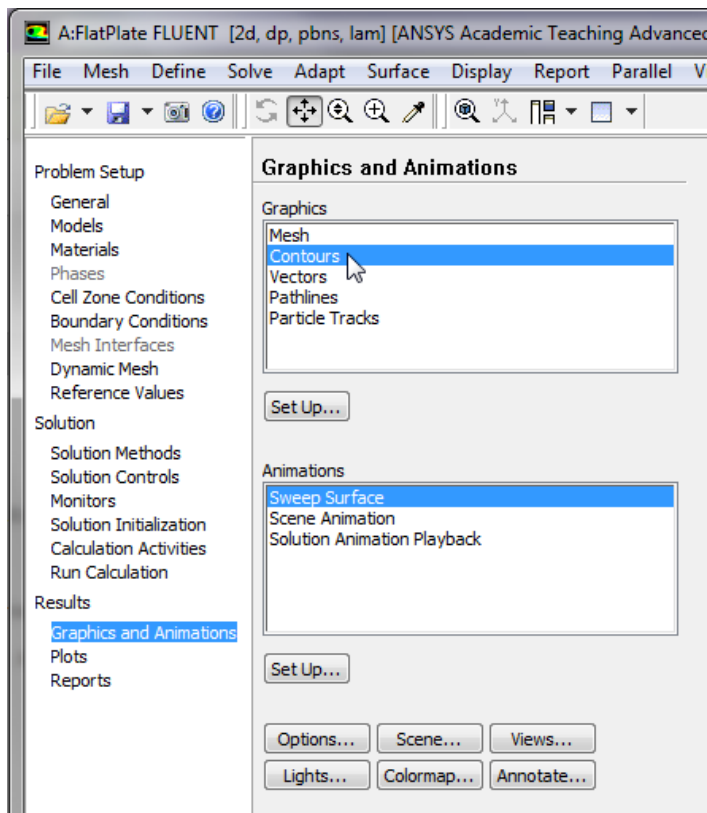 A:FlatPlate FLUENT [2d, dp, pbns, lam] [ANSYS Academic Teaching Advanced
File Mesh Define Solve Adapt Surface Display Report Parallel
Problem Setup
General
Models
Materials
Phases
Cell Zone Conditions
Boundary Conditions
Mesh Interfaces
Dynamic Mesh
Reference Values
Solution
Solution Methods
Solution Controls
Monitors
Solution Initialization
Calculation Activities
Run Calculation
Results
Graphics and Animations
Plots
Reports
Graphics and Animations
Graphics
Mesh
Contours
Vectors
Pathlines
Particle Tracks
Set Up...
Animations
Sweep Surface
Scene Animation
Solution Animation Playback
Set Up...
Options... Scene... Views...
Lights... Colormap... Annotate...